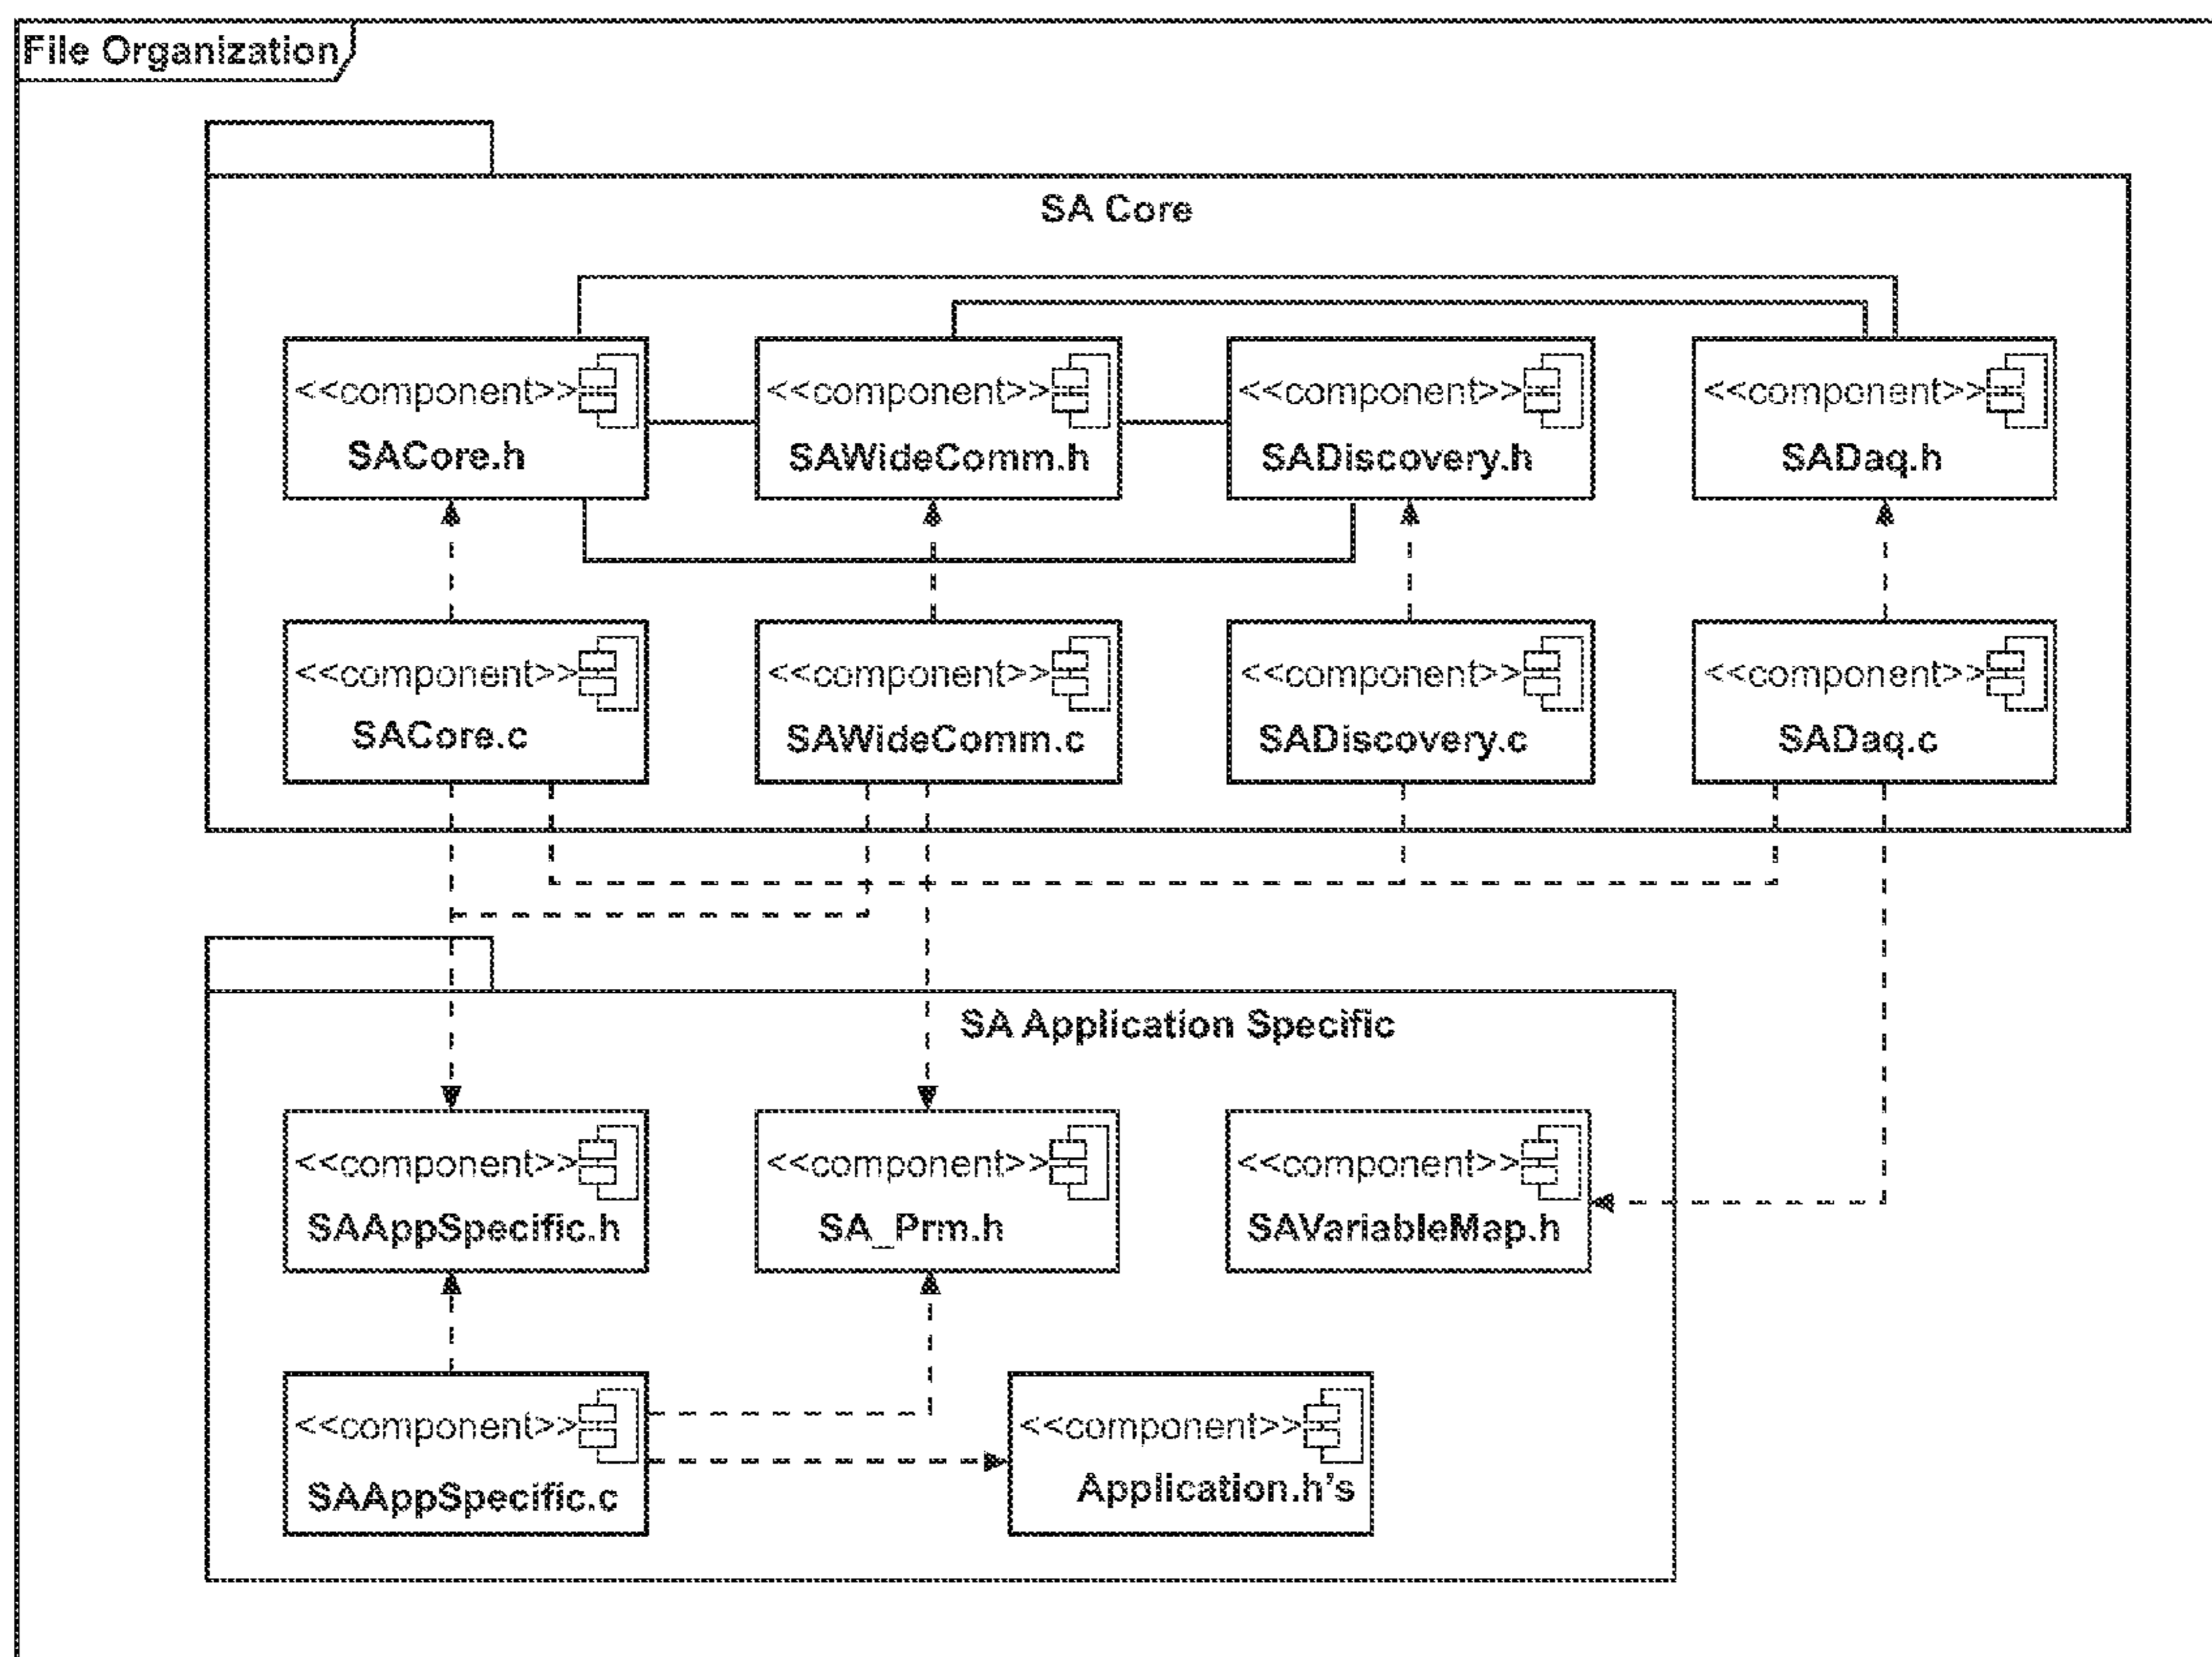 File Organization
SA Core
<<component>>
SACore.h
<<component>>
SAWideComm.h
<<component>>
SADiscovery.h
<<component>>
SADaq.h
<<component>>
SACore.c
<<component>>
SAWideComm.c
<<component>>
SADiscovery.c
<<component>>
SADaq.c
SA Application Specific
<<component>>
SAAppSpecific.h
<<component>>
SA_Prm.h
<<component>>
SAVariableMap.h
<<component>>
SAAppSpecific.c
<<component>>
Application.h’s